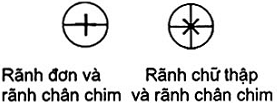 Rãnh đơn và
rãnh chân chim
Rãnh chữ thập
và rãnh chân chim